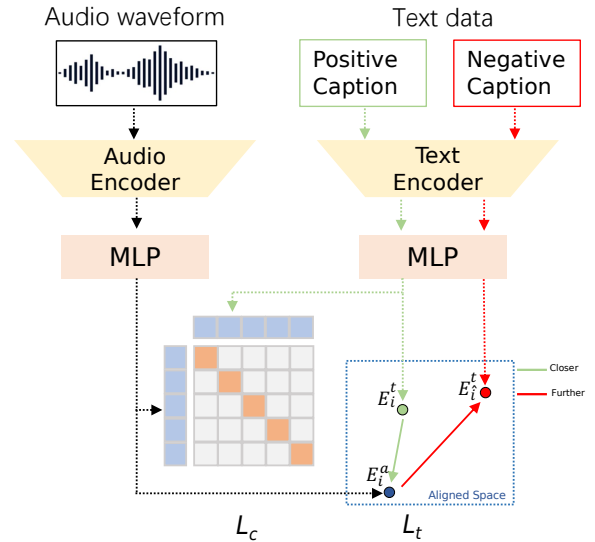 Audio waveform
Text data
Positive
Caption
Negative
Caption
Audio
Encoder
Text
Encoder
MLP
MLP
Closer
Further
E_i^t
E_î^t
E_i^a
Aligned Space
L_c
L_t